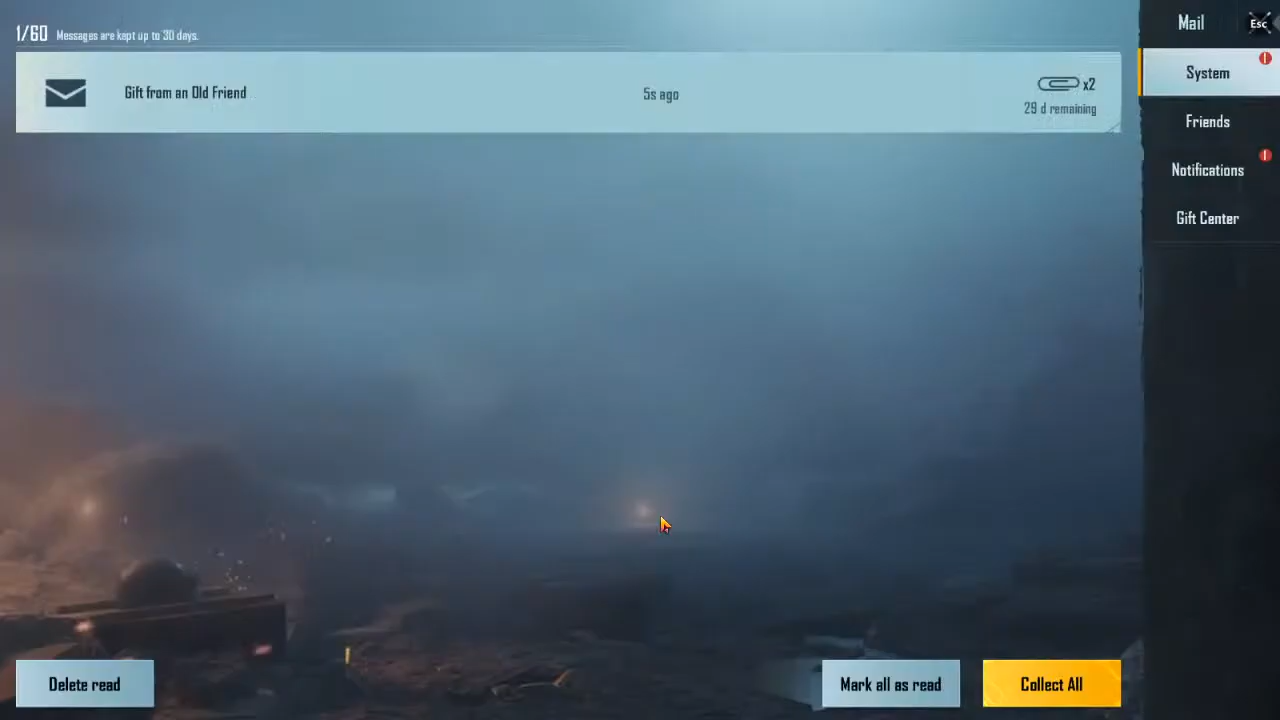 1/60 Messages are kept up to 30 days.
Mail
Esc
Gift from an Old Friend
5s ago
x2
29 d remaining
System
Friends
Notifications
Gift Center
Delete read
Mark all as read
Collect All